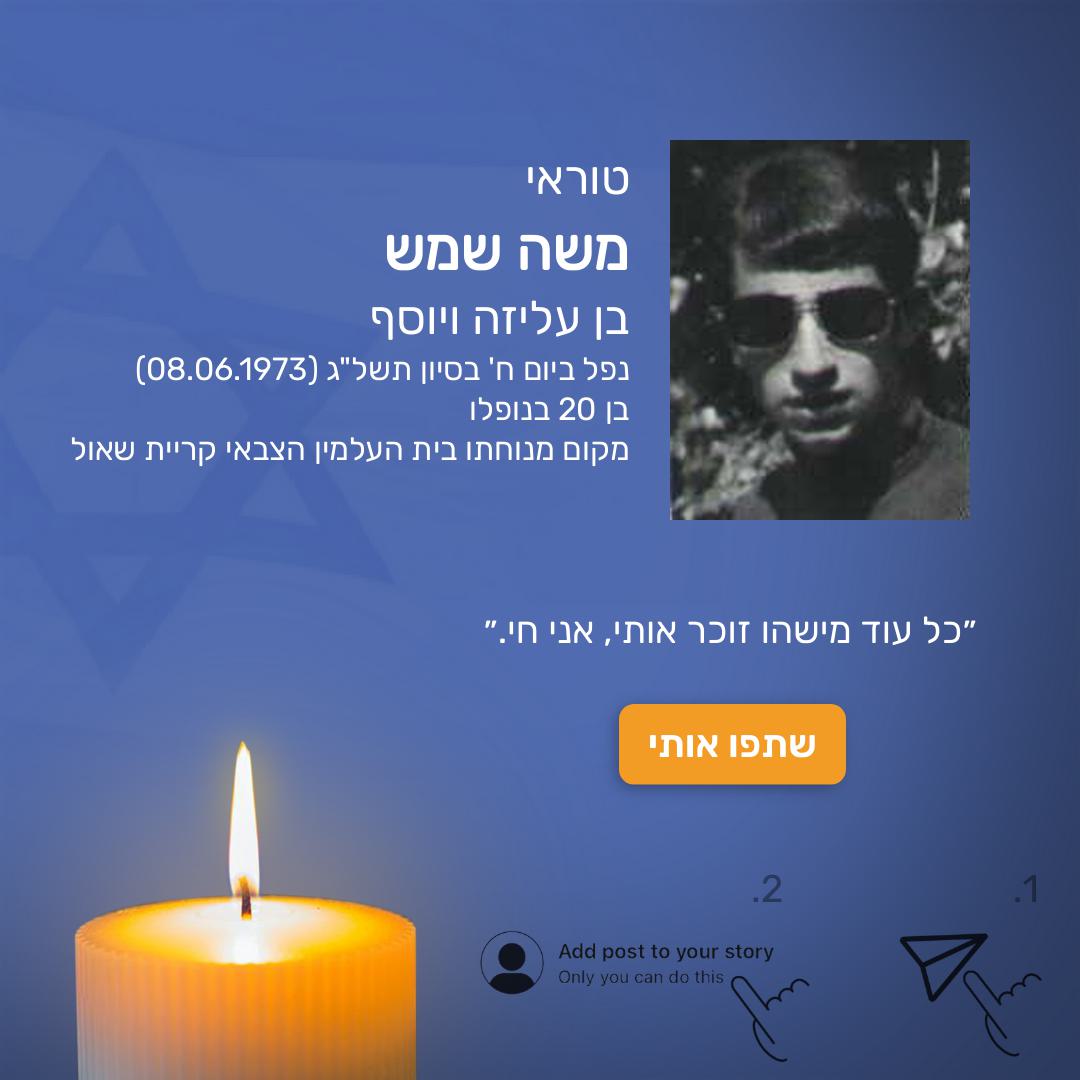 טוראי
משה שמש
בן עליזה ויוסף
נפל ביום ח' בסיון תשל"ג (08.06.1973)
בן 20 בנופלו
מקום מנוחתו בית העלמין הצבאי קריית שאול
״כל עוד מישהו זוכר אותי, אני חי.״
שתפו אותי
1.
2.
Add post to your story
Only you can do this